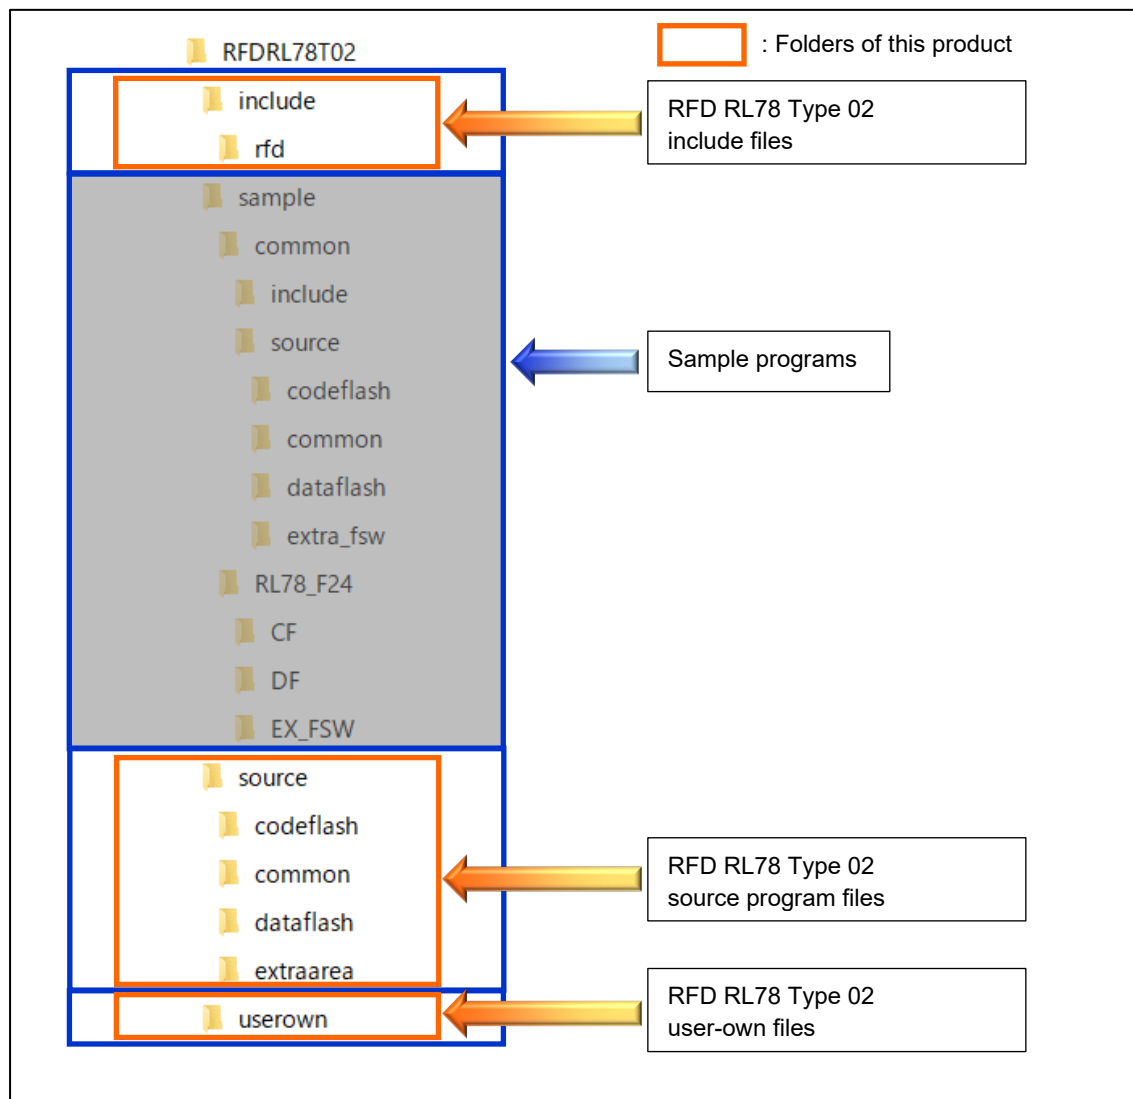 RFDRL78T02
: Folders of this product
include
rfd
RFD RL78 Type 02
include files
sample
common
include
source
codeflash
common
dataflash
extra_fsw
RL78_F24
CF
DF
EX_FSW
Sample programs
source
codeflash
common
dataflash
extraarea
RFD RL78 Type 02
source program files
userown
RFD RL78 Type 02
user-own files